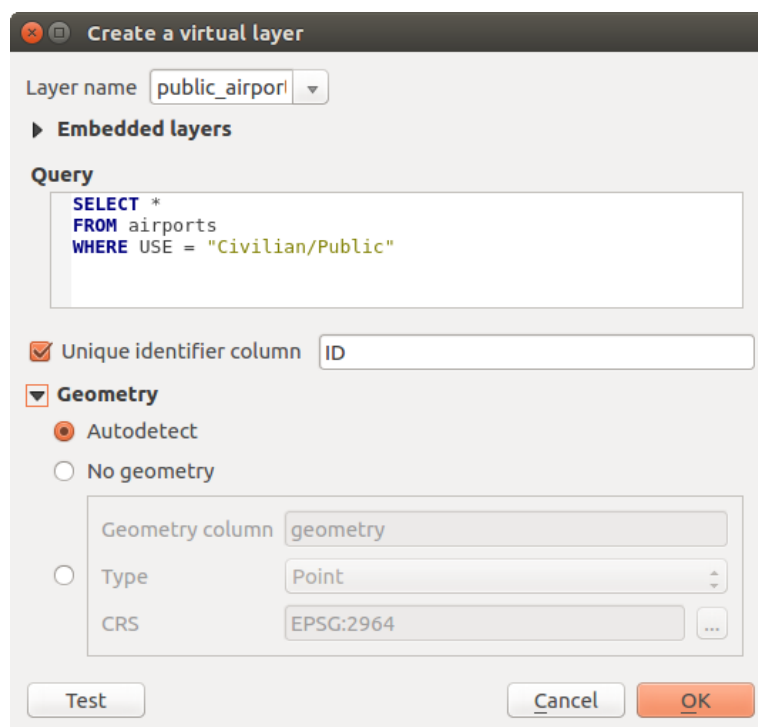 Create a virtual layer
Layer name public_airport
Embedded layers
Query
SELECT *
FROM airports
WHERE USE = "Civilian/Public"
Unique identifier column ID
Geometry
Autodetect
No geometry
Geometry column geometry
Type Point
CRS EPSG:2964 ...
Test Cancel OK